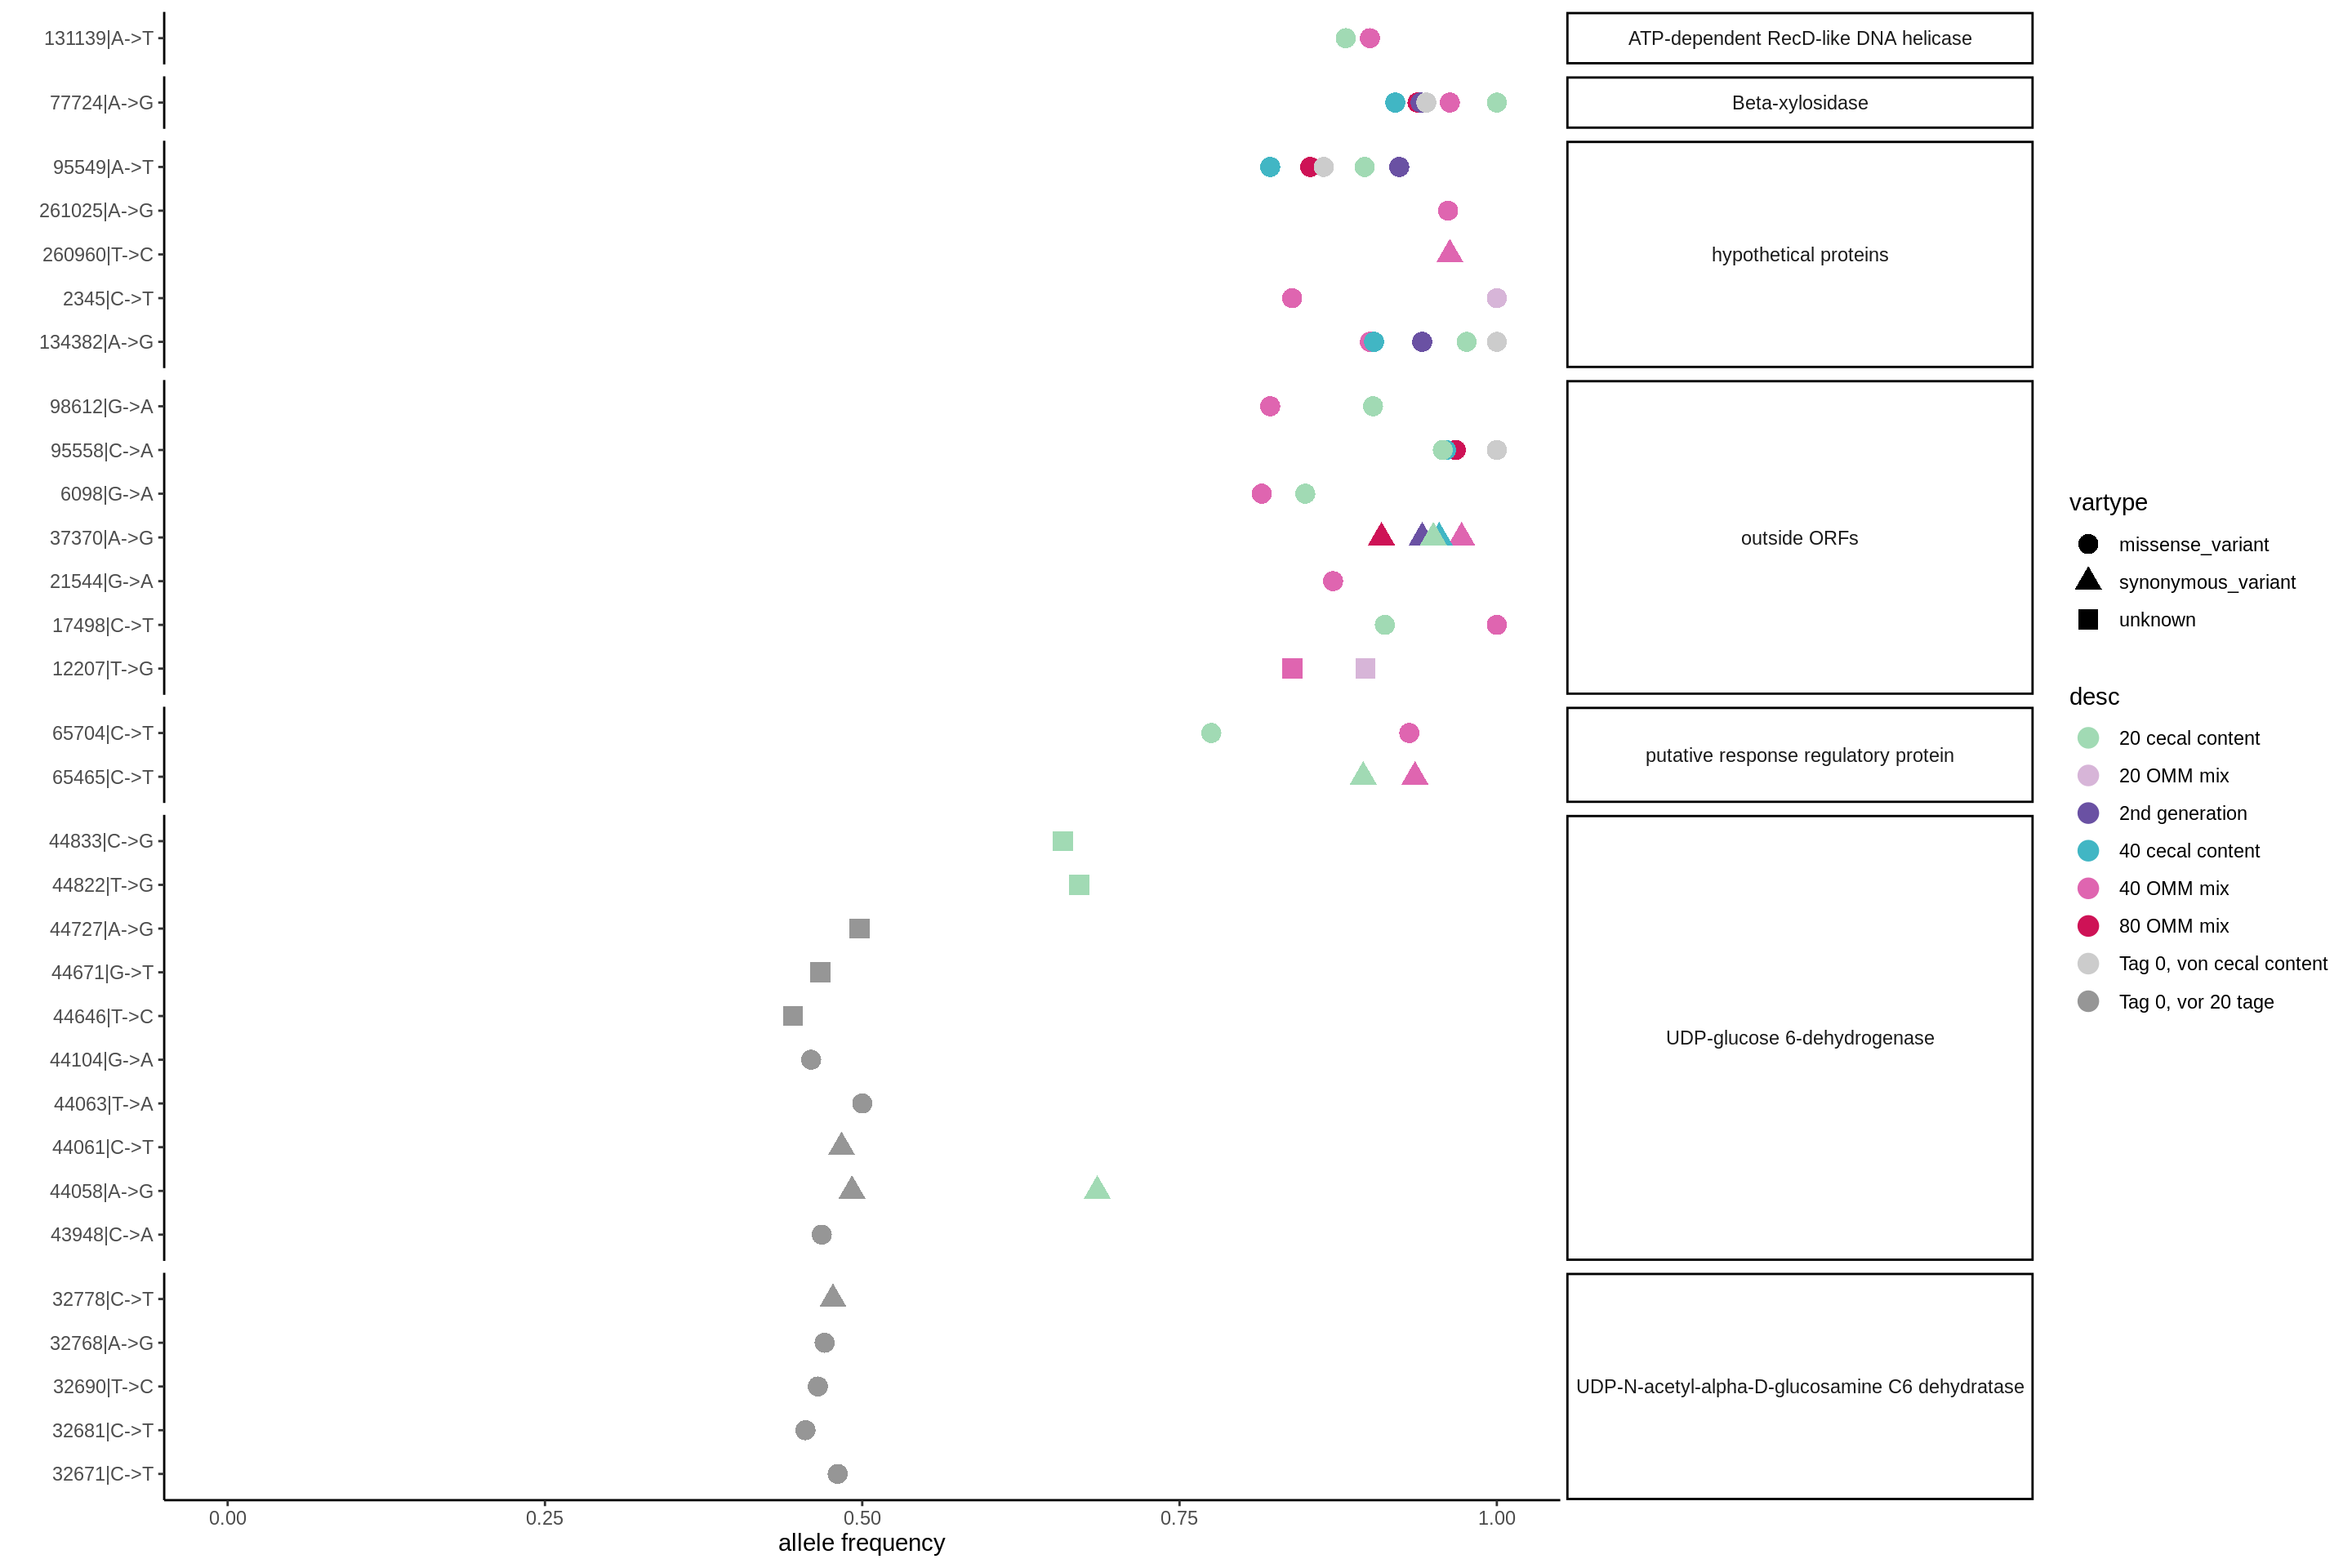 131139|A->T
ATP-dependent RecD-like DNA helicase
77724|A->G
Beta-xylosidase
95549|A->T
261025|A->G
260960|T->C
2345|C->T
134382|A->G
hypothetical proteins
98612|G->A
95558|C->A
6098|G->A
37370|A->G
21544|G->A
17498|C->T
12207|T->G
outside ORFs
65704|C->T
65465|C->T
putative response regulatory protein
44833|C->G
44822|T->G
44727|A->G
44671|G->T
44646|T->C
44104|G->A
44063|T->A
44061|C->T
44058|A->G
43948|C->A
UDP-glucose 6-dehydrogenase
32778|C->T
32768|A->G
32690|T->C
32681|C->T
32671|C->T
UDP-N-acetyl-alpha-D-glucosamine C6 dehydratase
0.00 0.25 0.50 0.75 1.00
allele frequency
vartype
missense_variant
synonymous_variant
unknown
desc
20 cecal content
20 OMM mix
2nd generation
40 cecal content
40 OMM mix
80 OMM mix
Tag 0, von cecal content
Tag 0, vor 20 tage